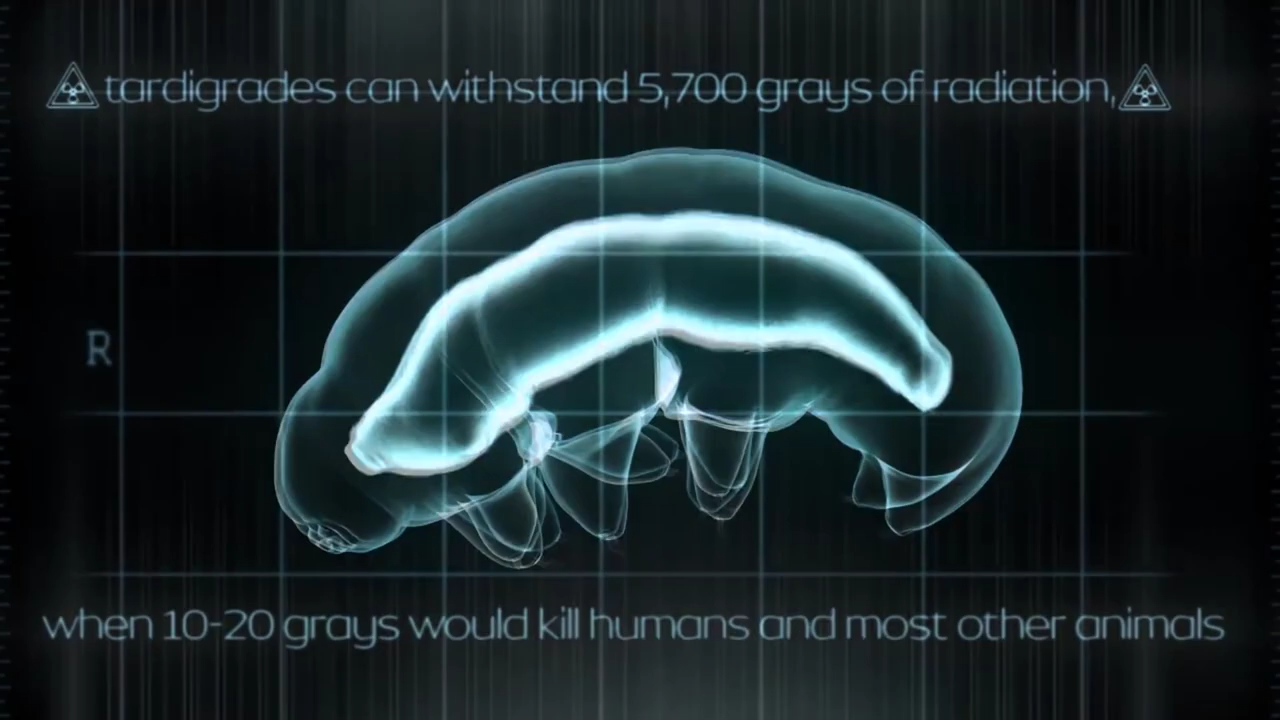 tardigrades can withstand 5,700 grays of radiation,
R
when 10-20 grays would kill humans and most other animals